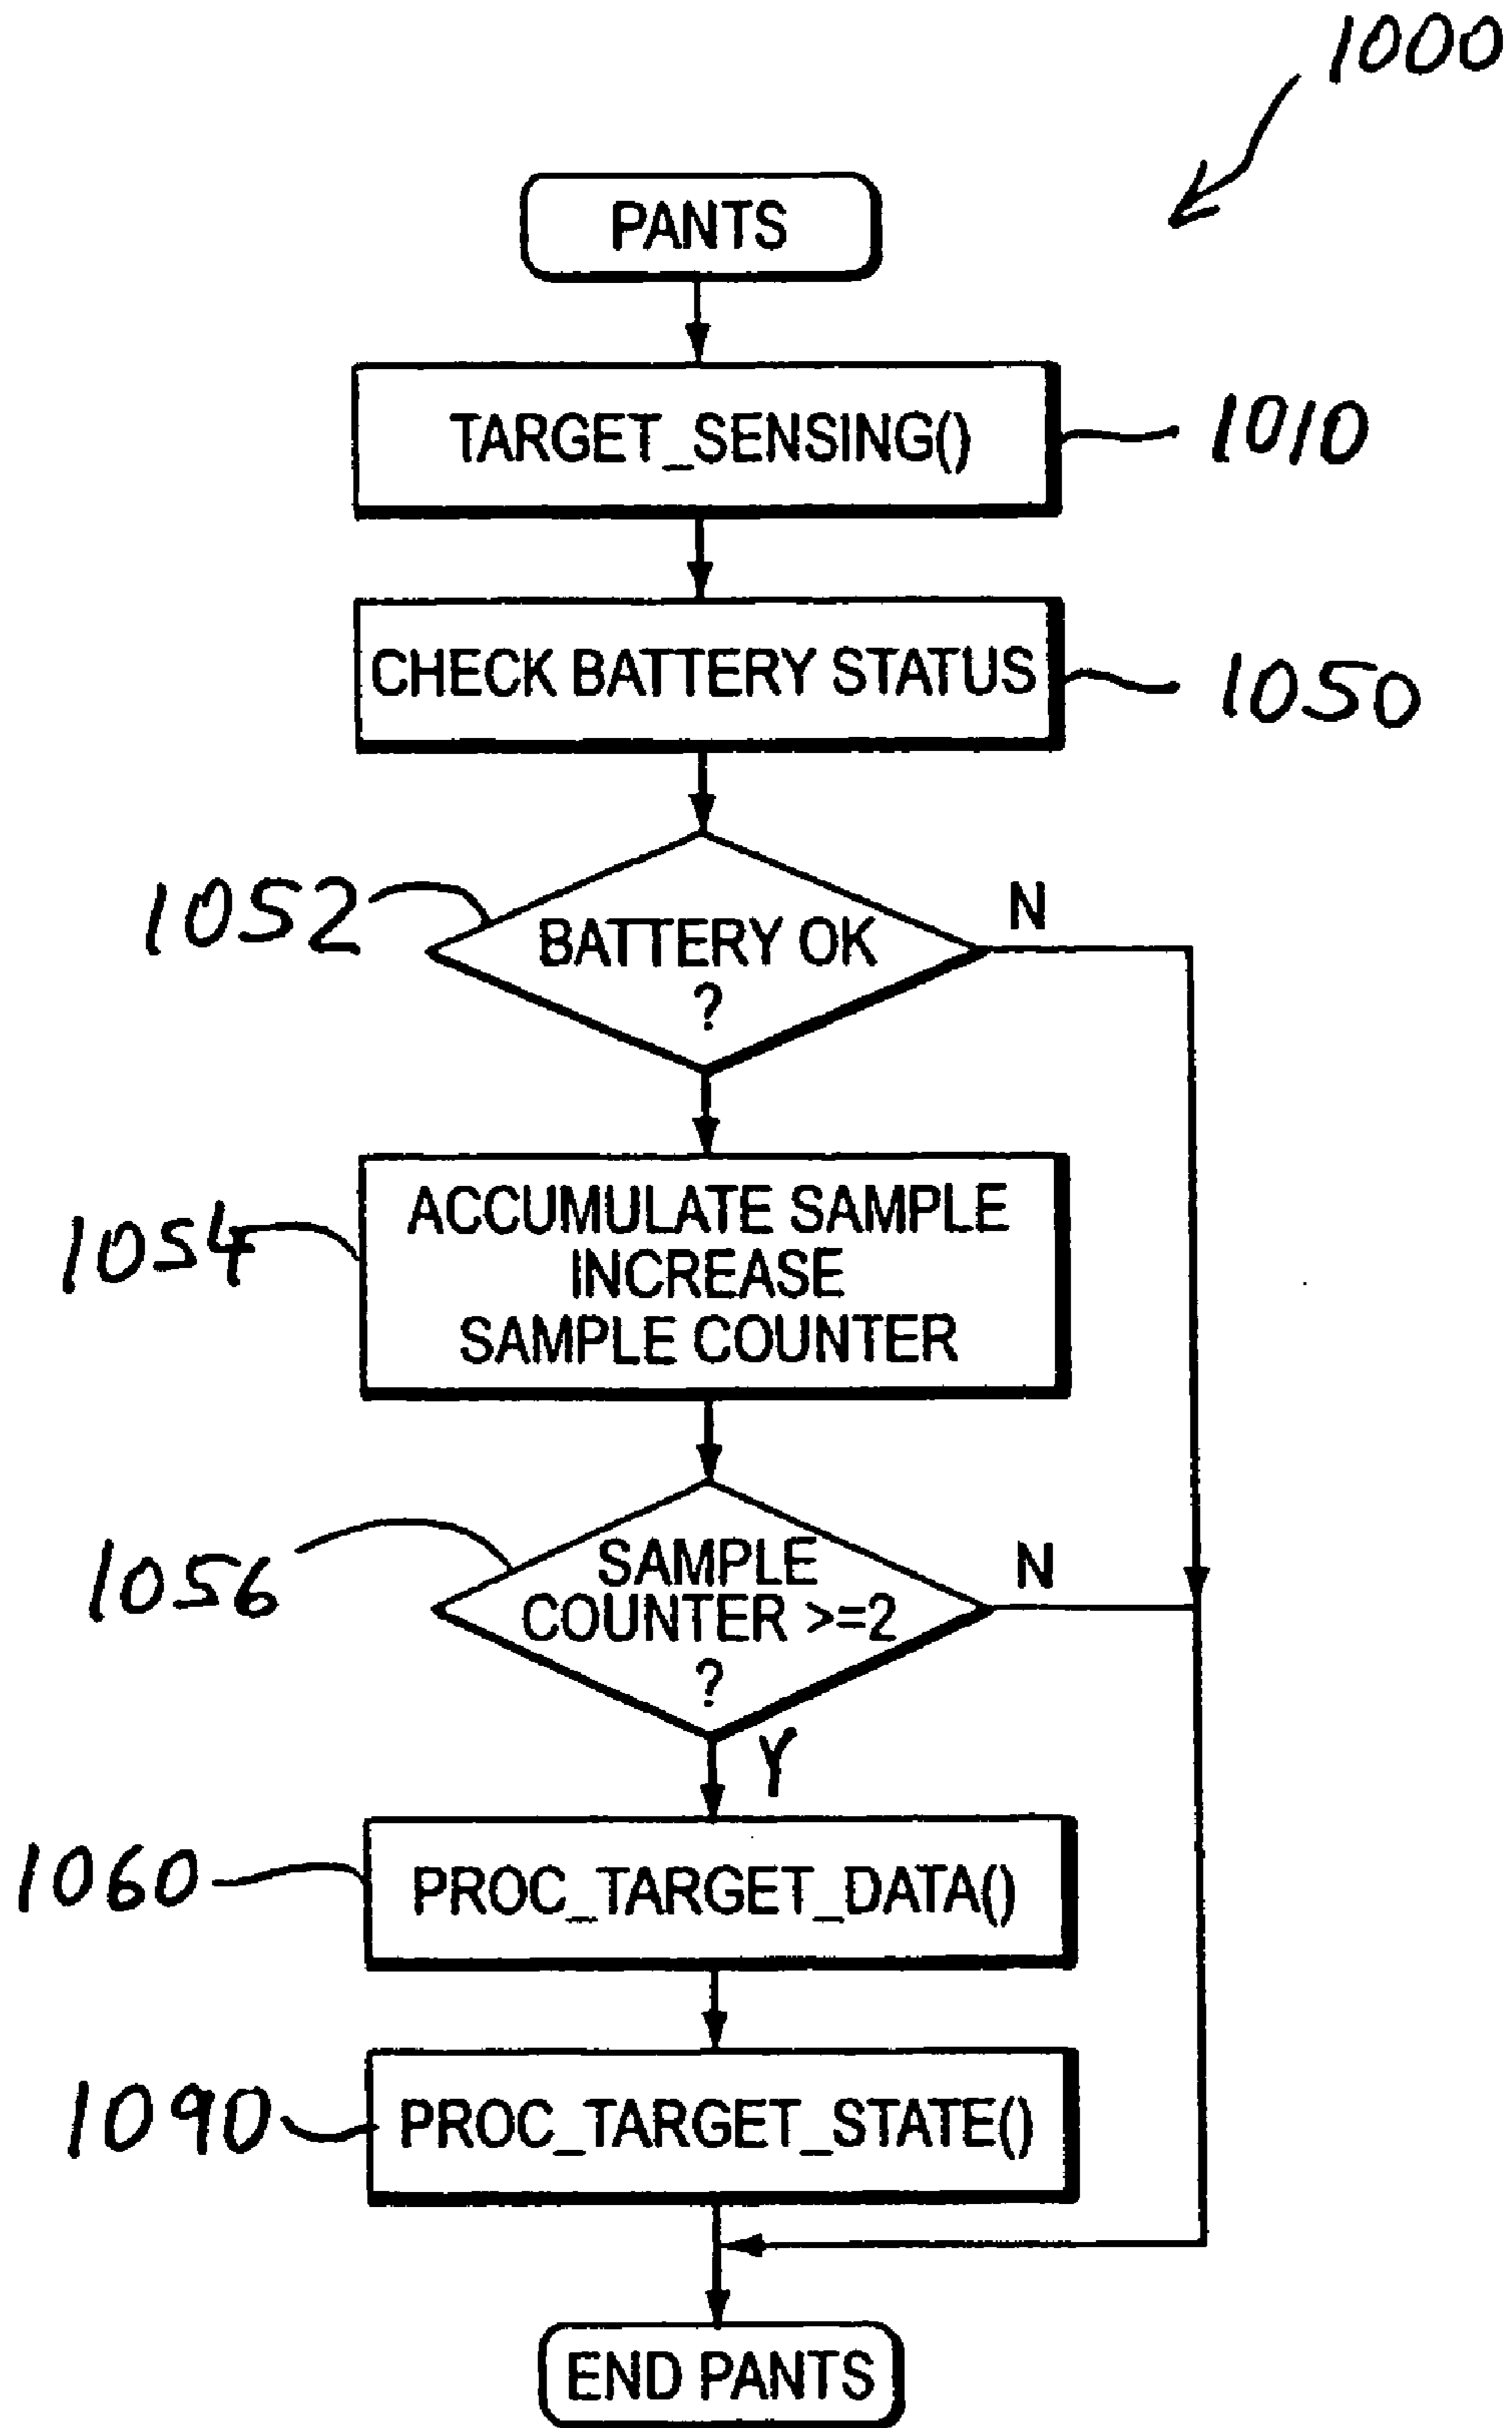 1000
PANTS
TARGET_SENSING()
1010
CHECK BATTERY STATUS
1050
1052
BATTERY OK
?
N
1054
ACCUMULATE SAMPLE
INCREASE
SAMPLE COUNTER
1056
SAMPLE
COUNTER >=2
?
N
Y
1060
PROC_TARGET_DATA()
1090
PROC_TARGET_STATE()
END PANTS